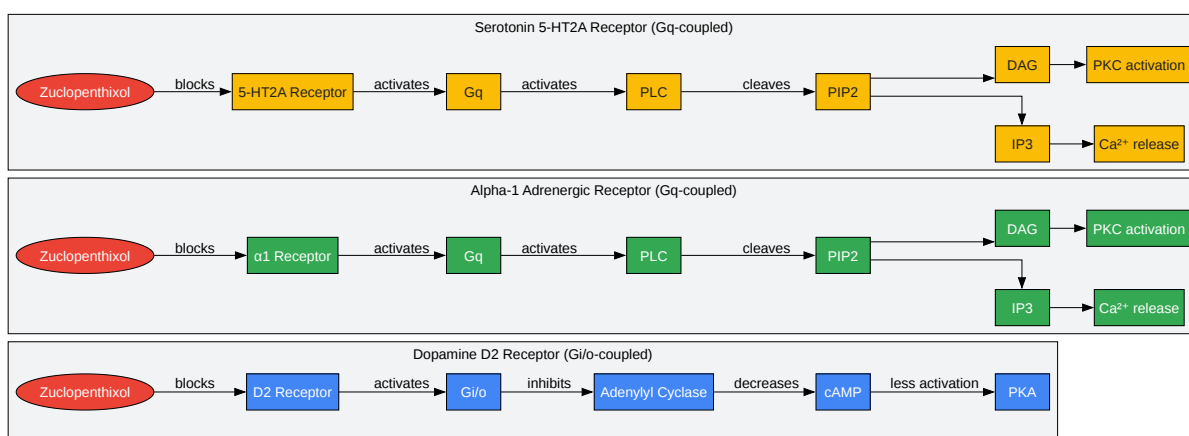 Serotonin 5-HT2A Receptor (Gq-coupled)
Zuclopenthixol
blocks
5-HT2A Receptor
activates
Gq
activates
PLC
cleaves
PIP2
DAG
PKC activation
IP3
Ca²⁺ release
Alpha-1 Adrenergic Receptor (Gq-coupled)
Zuclopenthixol
blocks
α1 Receptor
activates
Gq
activates
PLC
cleaves
PIP2
DAG
PKC activation
IP3
Ca²⁺ release
Dopamine D2 Receptor (Gi/o-coupled)
Zuclopenthixol
blocks
D2 Receptor
activates
Gi/o
inhibits
Adenylyl Cyclase
decreases
cAMP
less activation
PKA